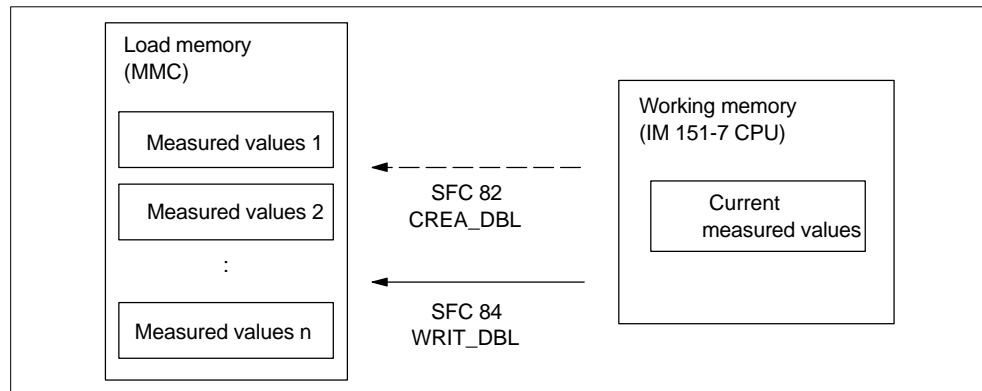 Load memory
(MMC)
Measured values 1
Measured values 2
:
Measured values n
SFC 82
CREA_DBL
SFC 84
WRIT_DBL
Working memory
(IM 151-7 CPU)
Current
measured values